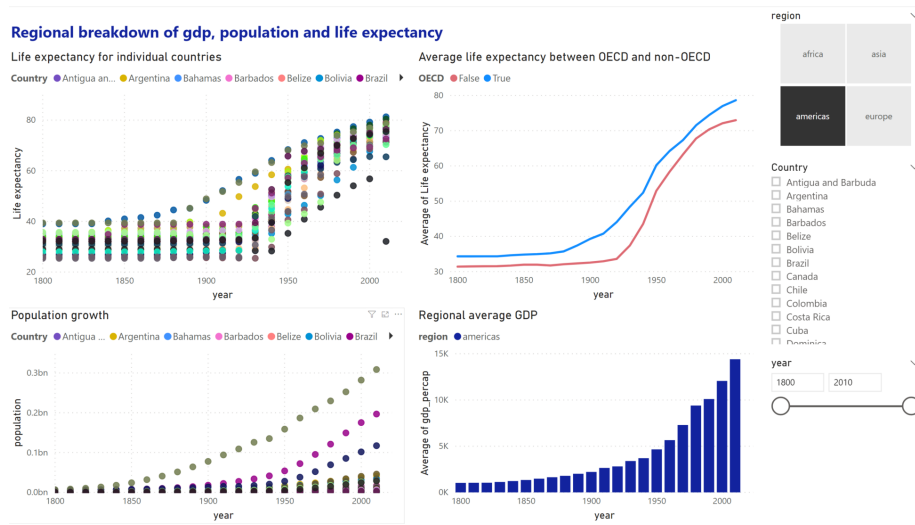 Regional breakdown of gdp, population and life expectancy
Life expectancy for individual countries
Country Antigua an... Argentina Bahamas Barbados Belize Bolivia Brazil
80
60
40
20
Life expectancy
1800 1850 1900 1950 2000
year
Average life expectancy between OECD and non-OECD
OECD False True
80
70
60
50
40
30
Average of Life expectancy
1800 1850 1900 1950 2000
year
Population growth
Country Antigua ... Argentina Bahamas Barbados Belize Bolivia Brazil
0.3bn
0.2bn
0.1bn
0.0bn
population
1800 1850 1900 1950 2000
year
Regional average GDP
region americas
15K
10K
5K
0K
Average of gdp_percap
1800 1850 1900 1950 2000
year
region
africa asia
americas europe
Country
Antigua and Barbuda
Argentina
Bahamas
Barbados
Belize
Bolivia
Brazil
Canada
Chile
Colombia
Costa Rica
Cuba
Dominica
year
1800 2010